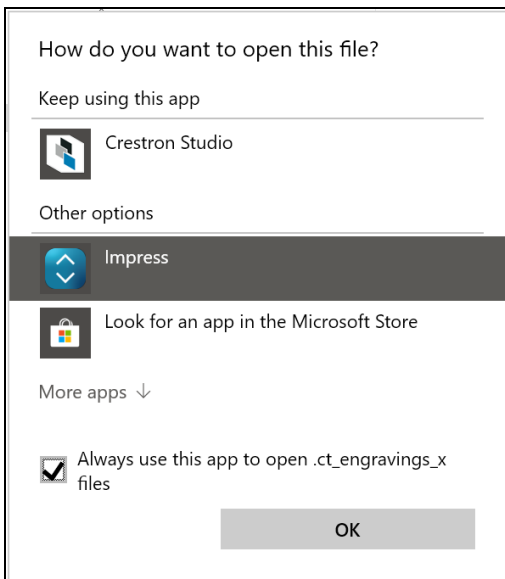 How do you want to open this file?
Keep using this app
Crestron Studio
Other options
Impress
Look for an app in the Microsoft Store
More apps ↓
Always use this app to open .ct_engravings_x
files
OK